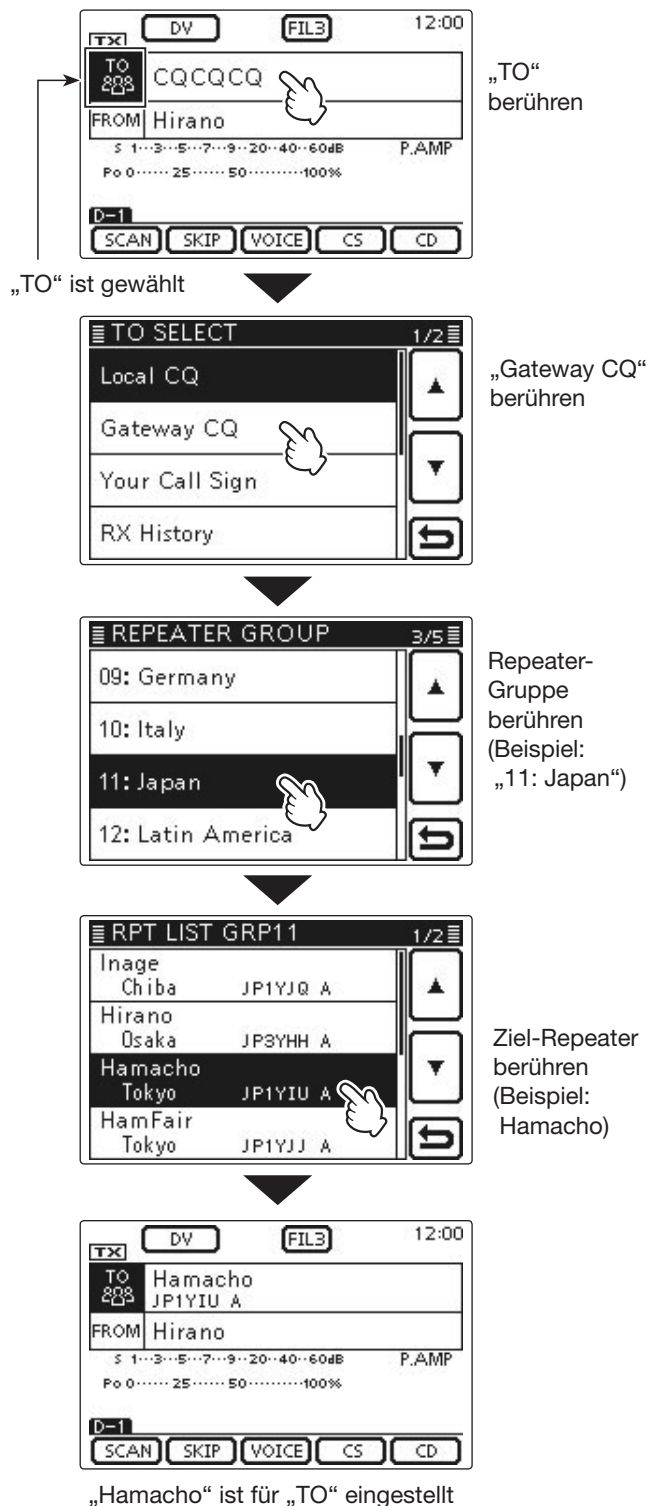 DV FIL3 12:00
TX
TO CQCQCQ
„TO“
berühren
FROM Hirano
S 1···3···5···7···9··20··40··60dB P.AMP
Po 0······ 25······ 50·········100%
D-1
SCAN SKIP VOICE CS CD
„TO“ ist gewählt
TO SELECT 1/2
Local CQ
Gateway CQ
Your Call Sign
RX History
„Gateway CQ“
berühren
REPEATER GROUP 3/5
09: Germany
10: Italy
11: Japan
12: Latin America
Repeater-
Gruppe
berühren
(Beispiel:
„11: Japan“)
RPT LIST GRP11 1/2
Inage
Chiba JP1YJQ A
Hirano
Osaka JP3YHH A
Hamacho
Tokyo JP1YIU A
HamFair
Tokyo JP1YJJ A
Ziel-Repeater
berühren
(Beispiel:
Hamacho)
DV FIL3 12:00
TX
TO Hamacho
JP1YIU A
FROM Hirano
S 1···3···5···7···9··20··40··60dB P.AMP
Po 0······ 25······ 50·········100%
D-1
SCAN SKIP VOICE CS CD
„Hamacho“ ist für „TO“ eingestellt